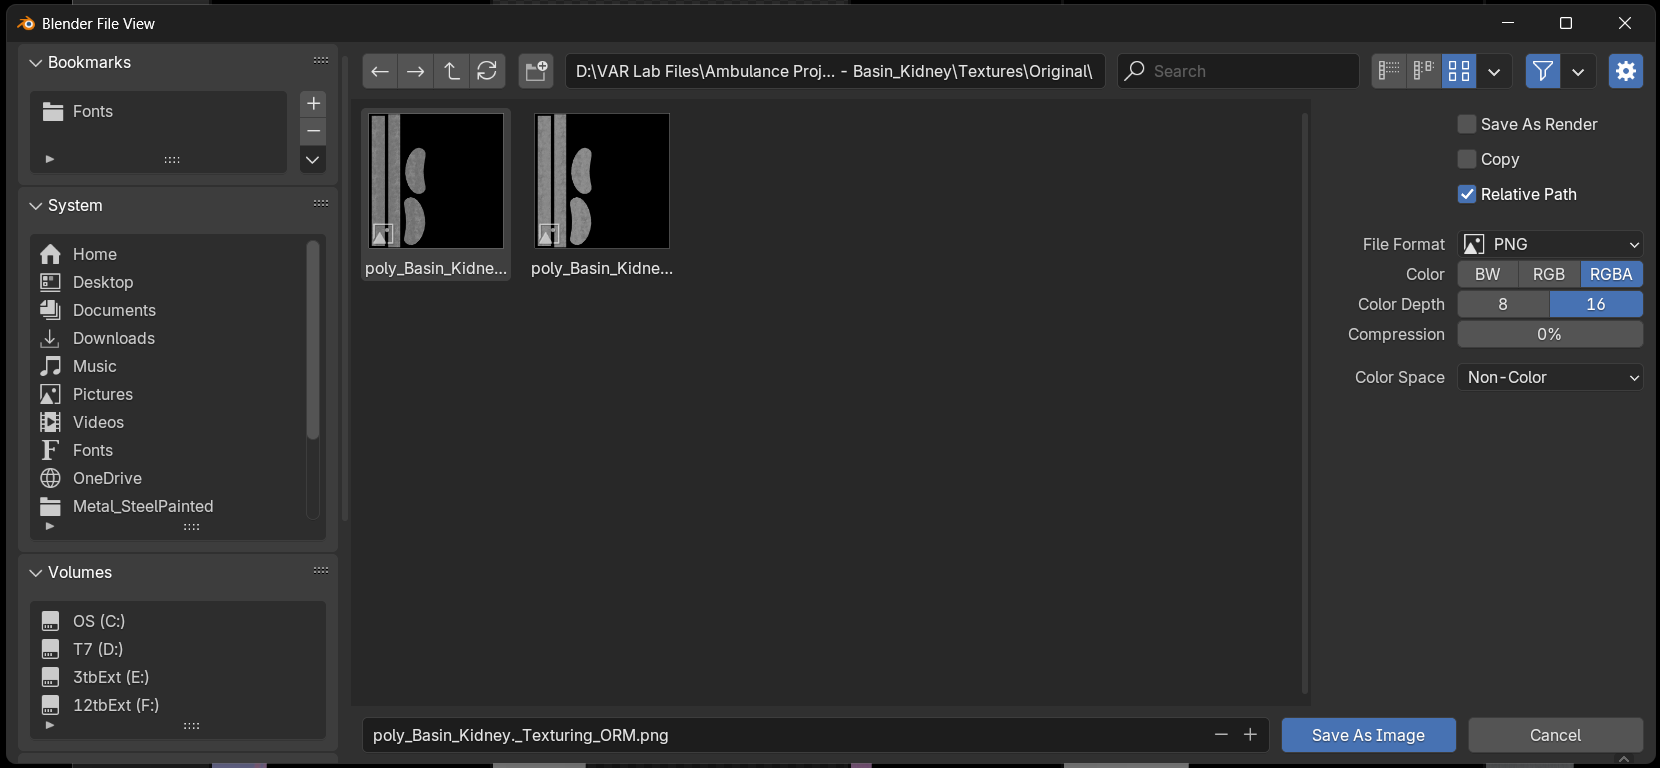 Blender File View
Bookmarks
Fonts
System
Home
Desktop
Documents
Downloads
Music
Pictures
Videos
Fonts
OneDrive
Metal_SteelPainted
Volumes
OS (C:)
T7 (D:)
3tbExt (E:)
12tbExt (F:)
D:\VAR Lab Files\Ambulance Proj... - Basin_Kidney\Textures\Original\
Search
poly_Basin_Kidne...
poly_Basin_Kidne...
Save As Render
Copy
Relative Path
File Format PNG
Color BW RGB RGBA
Color Depth 8 16
Compression 0%
Color Space Non-Color
poly_Basin_Kidney._Texturing_ORM.png
Save As Image
Cancel